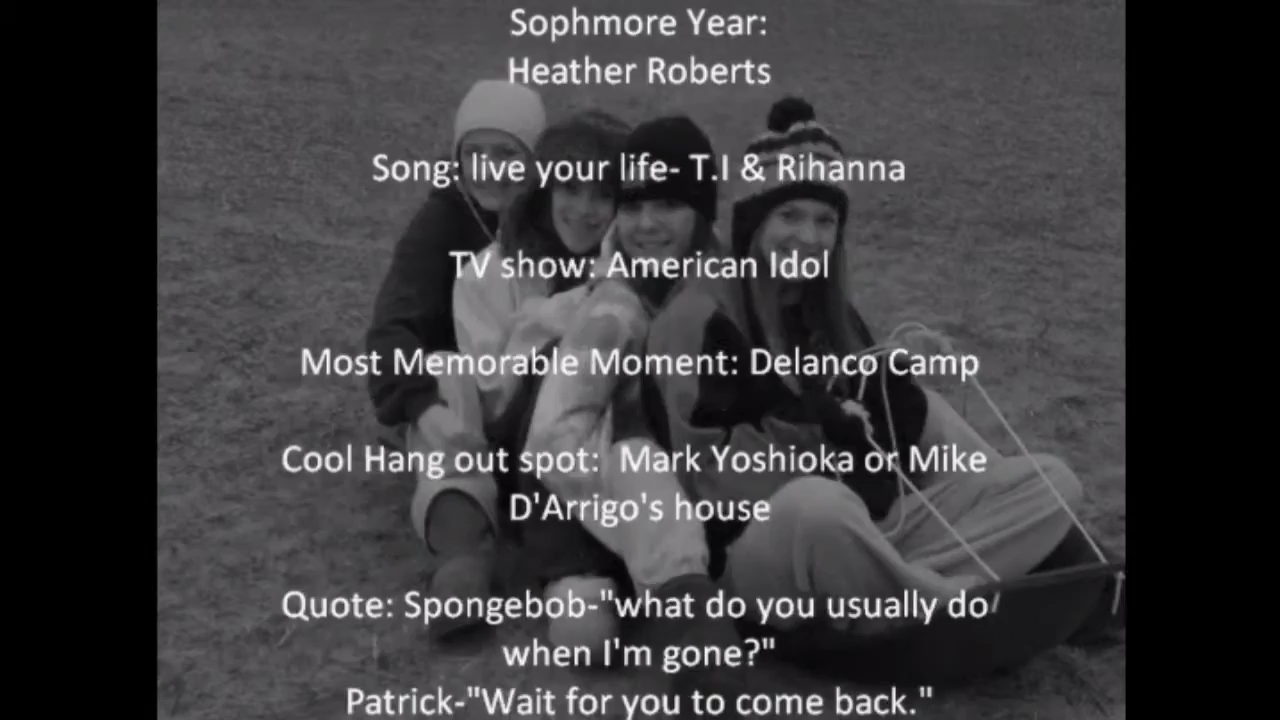 Sophmore Year:
Heather Roberts
Song: live your life- T.I & Rihanna
TV show: American Idol
Most Memorable Moment: Delanco Camp
Cool Hang out spot:  Mark Yoshioka or Mike
D'Arrigo's house
Quote: Spongebob-"what do you usually do
when I'm gone?"
Patrick-"Wait for you to come back."